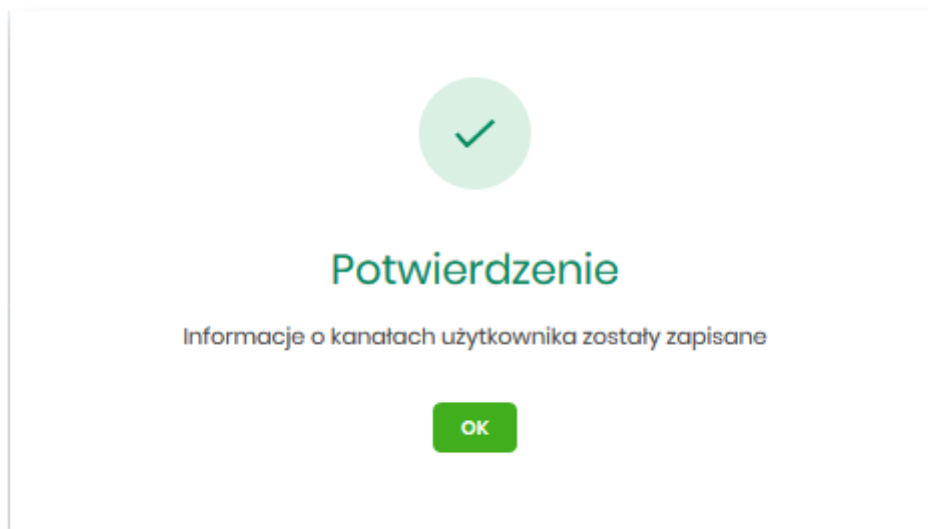 Potwierdzenie
Informacje o kanałach użytkownika zostały zapisane
OK